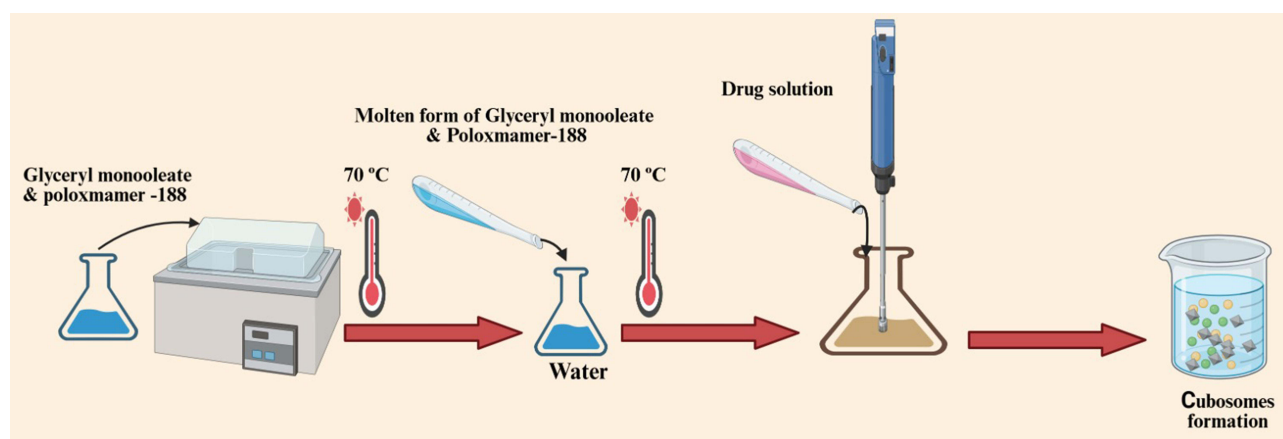 Glyceryl monooleate
& poloxmamer -188
70 ºC
Molten form of Glyceryl monooleate
& Poloxmamer-188
Water
70 ºC
Drug solution
Cubosomes
formation